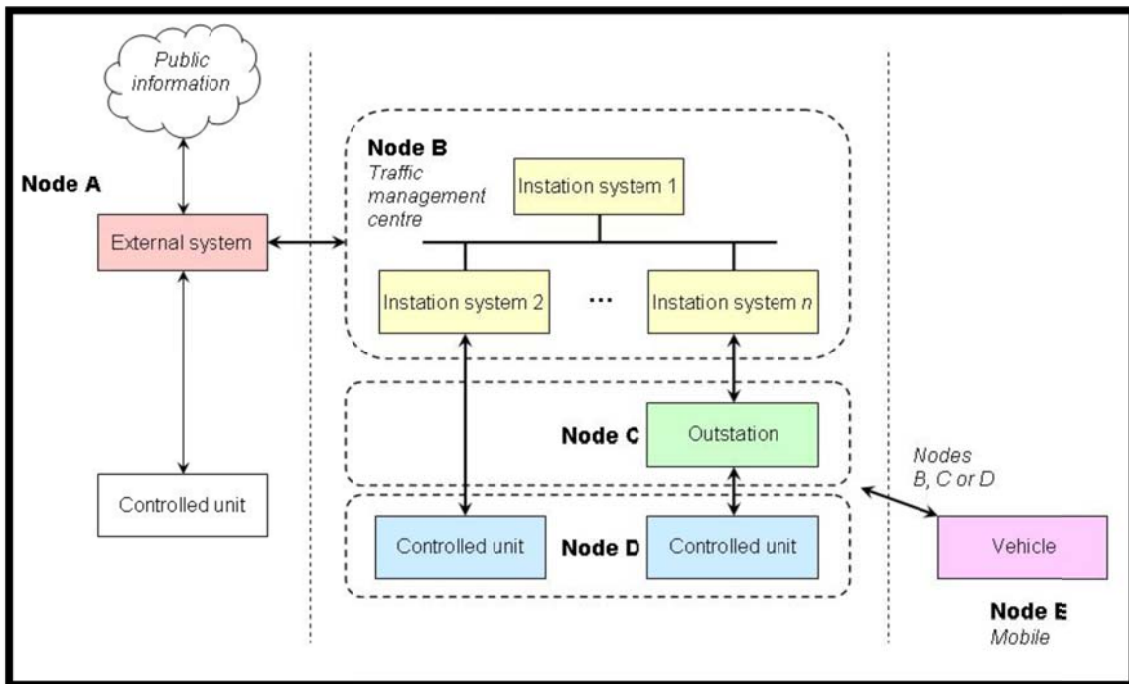 Public
information
Node A
External system
Controlled unit
Node B
Traffic
management
centre
Instation system 1
Instation system 2
...
Instation system n
Node C
Outstation
Controlled unit
Node D
Controlled unit
Nodes
B, C or D
Vehicle
Node E
Mobile